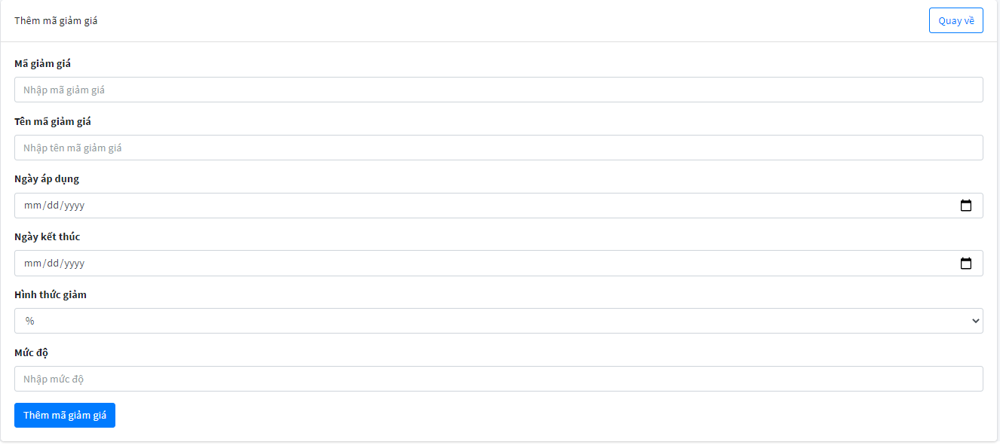 Thêm mã giảm giá
Quay về
Mã giảm giá
Nhập mã giảm giá
Tên mã giảm giá
Nhập tên mã giảm giá
Ngày áp dụng
mm/dd/yyyy
Ngày kết thúc
mm/dd/yyyy
Hình thức giảm
%
Mức độ
Nhập mức độ
Thêm mã giảm giá